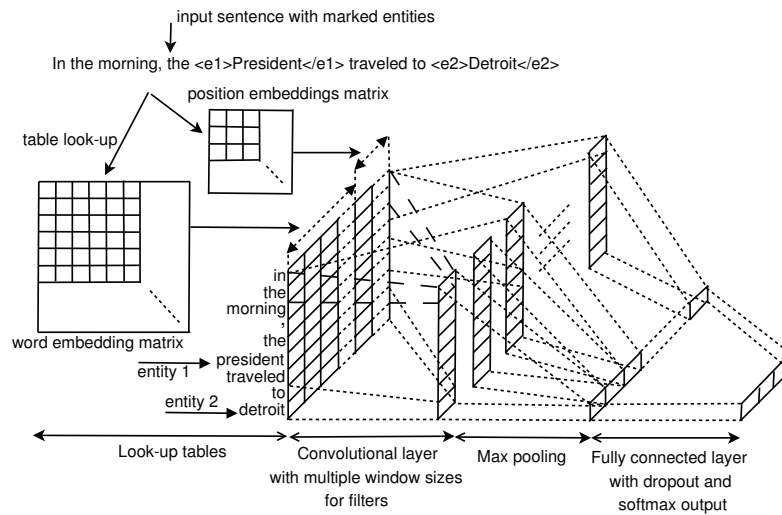 input sentence with marked entities
In the morning, the <e1>President</e1> traveled to <e2>Detroit</e2>
position embeddings matrix
table look-up
in
the
morning
,
the
president
traveled
to
detroit
word embedding matrix
entity 1
entity 2
Look-up tables
Convolutional layer
with multiple window sizes
for filters
Max pooling
Fully connected layer
with dropout and
softmax output